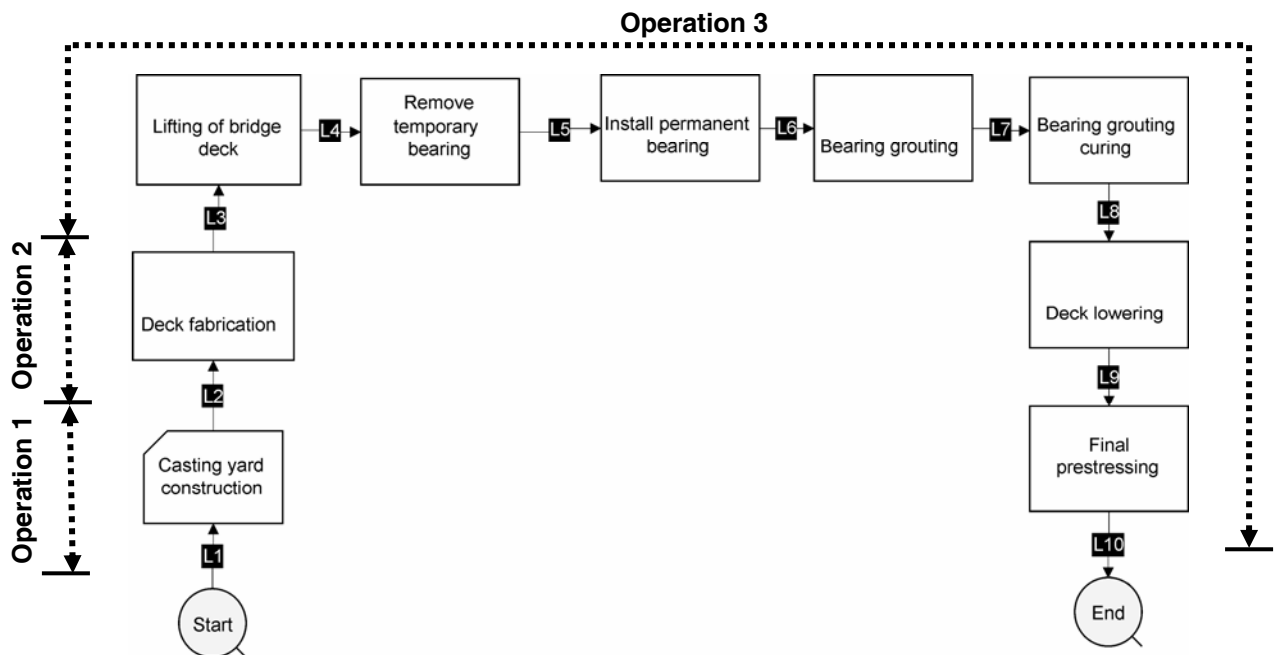 Operation 3
Lifting of bridge
deck
L4
Remove
temporary
bearing
L5
Install permanent
bearing
L6
Bearing grouting
L7
Bearing grouting
curing
L3
L8
Operation 2
Deck fabrication
Deck lowering
L2
L9
Operation 1
Casting yard
construction
Final
prestressing
L1
L10
Start
End